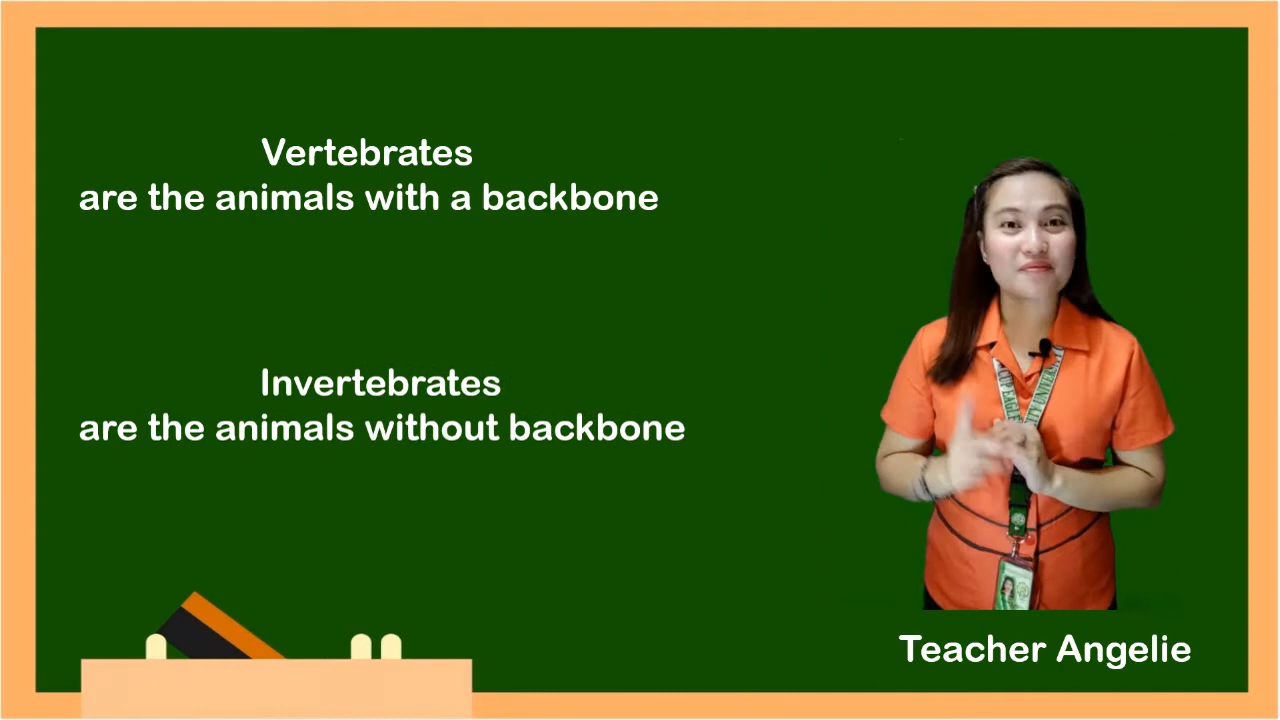 Vertebrates
are the animals with a backbone
Invertebrates
are the animals without backbone
Teacher Angelie